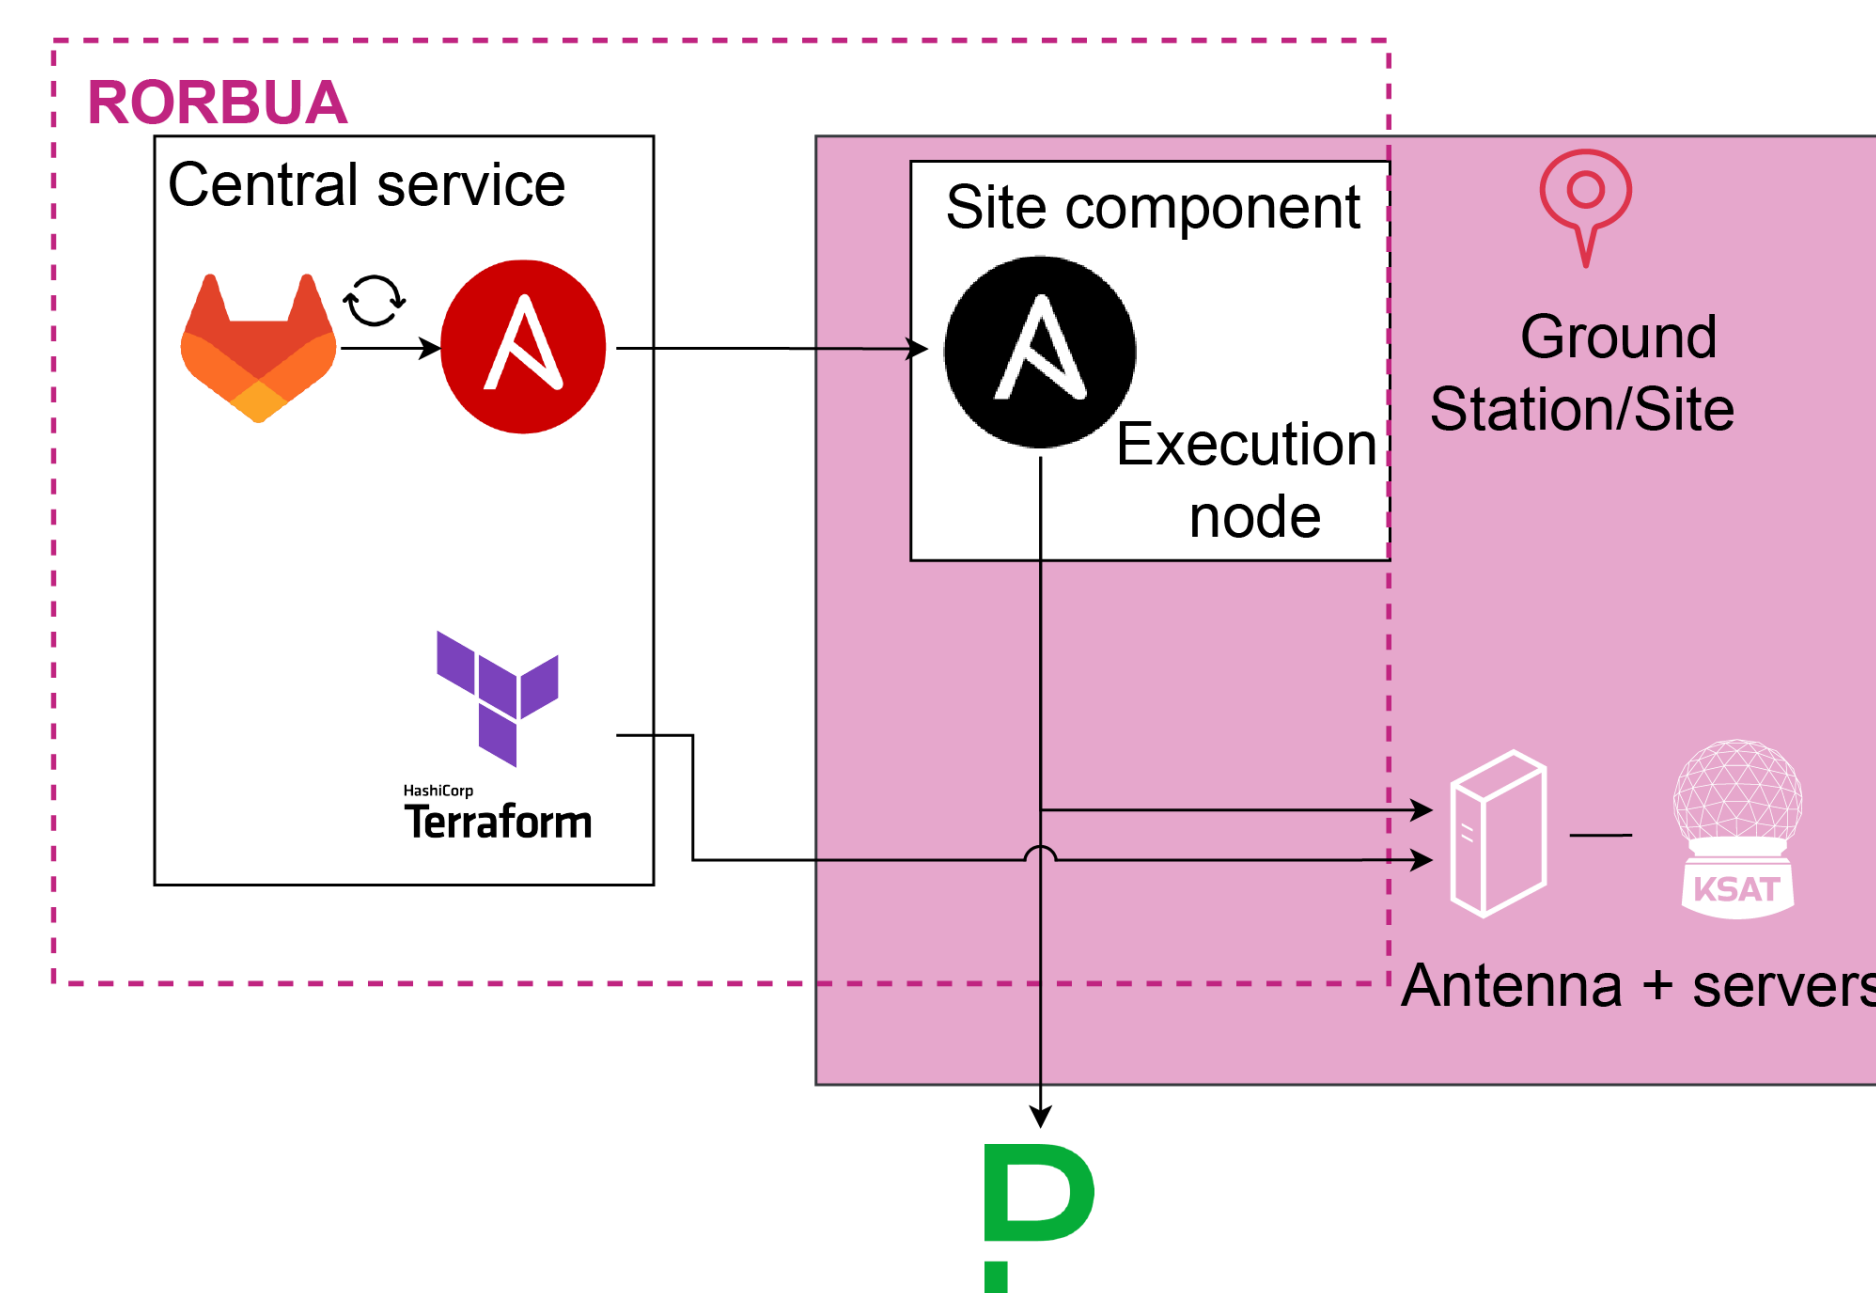 RORBUA
Central service
Site component
Execution
node
Ground
Station/Site
HashiCorp
Terraform
KSAT
Antenna + servers